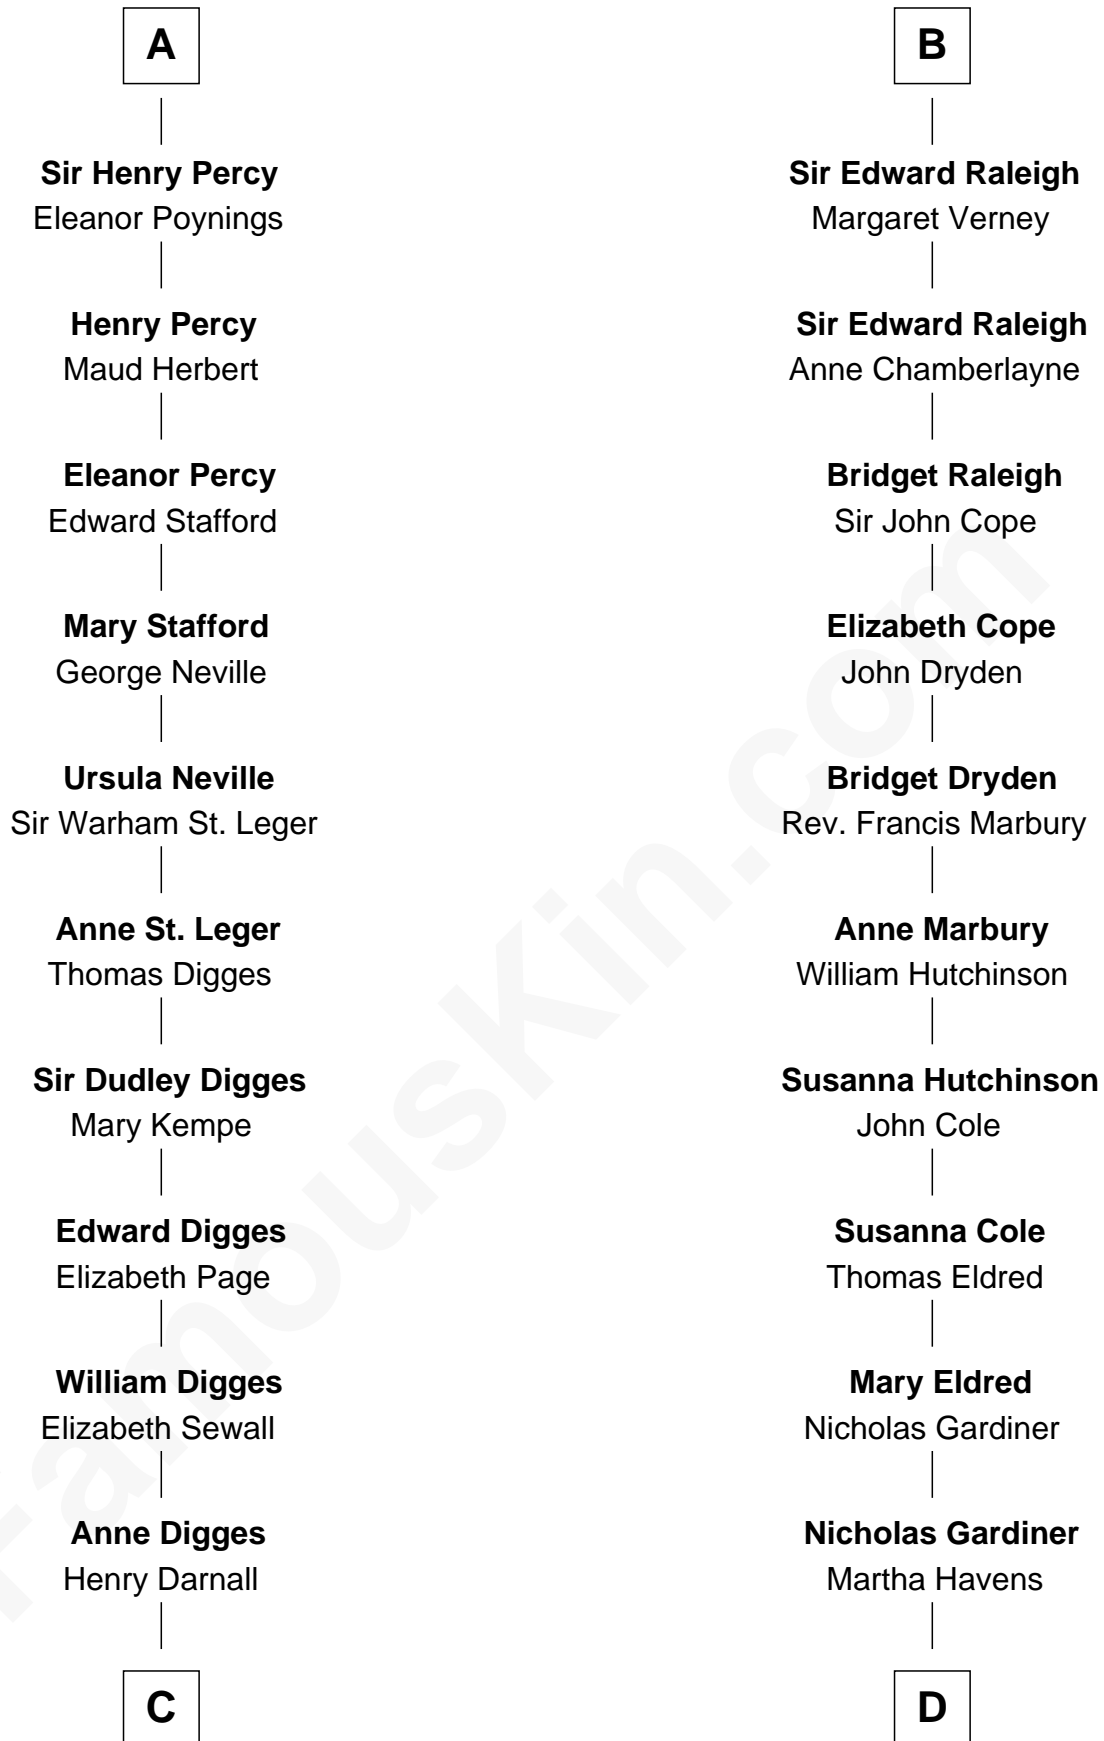 A
Sir Henry Percy
Eleanor Poynings
Henry Percy
Maud Herbert
Eleanor Percy
Edward Stafford
Mary Stafford
George Neville
Ursula Neville
Sir Warham St. Leger
Anne St. Leger
Thomas Digges
Sir Dudley Digges
Mary Kempe
Edward Digges
Elizabeth Page
William Digges
Elizabeth Sewall
Anne Digges
Henry Darnall
C
B
Sir Edward Raleigh
Margaret Verney
Sir Edward Raleigh
Anne Chamberlayne
Bridget Raleigh
Sir John Cope
Elizabeth Cope
John Dryden
Bridget Dryden
Rev. Francis Marbury
Anne Marbury
William Hutchinson
Susanna Hutchinson
John Cole
Susanna Cole
Thomas Eldred
Mary Eldred
Nicholas Gardiner
Nicholas Gardiner
Martha Havens
D
FamousKin.com